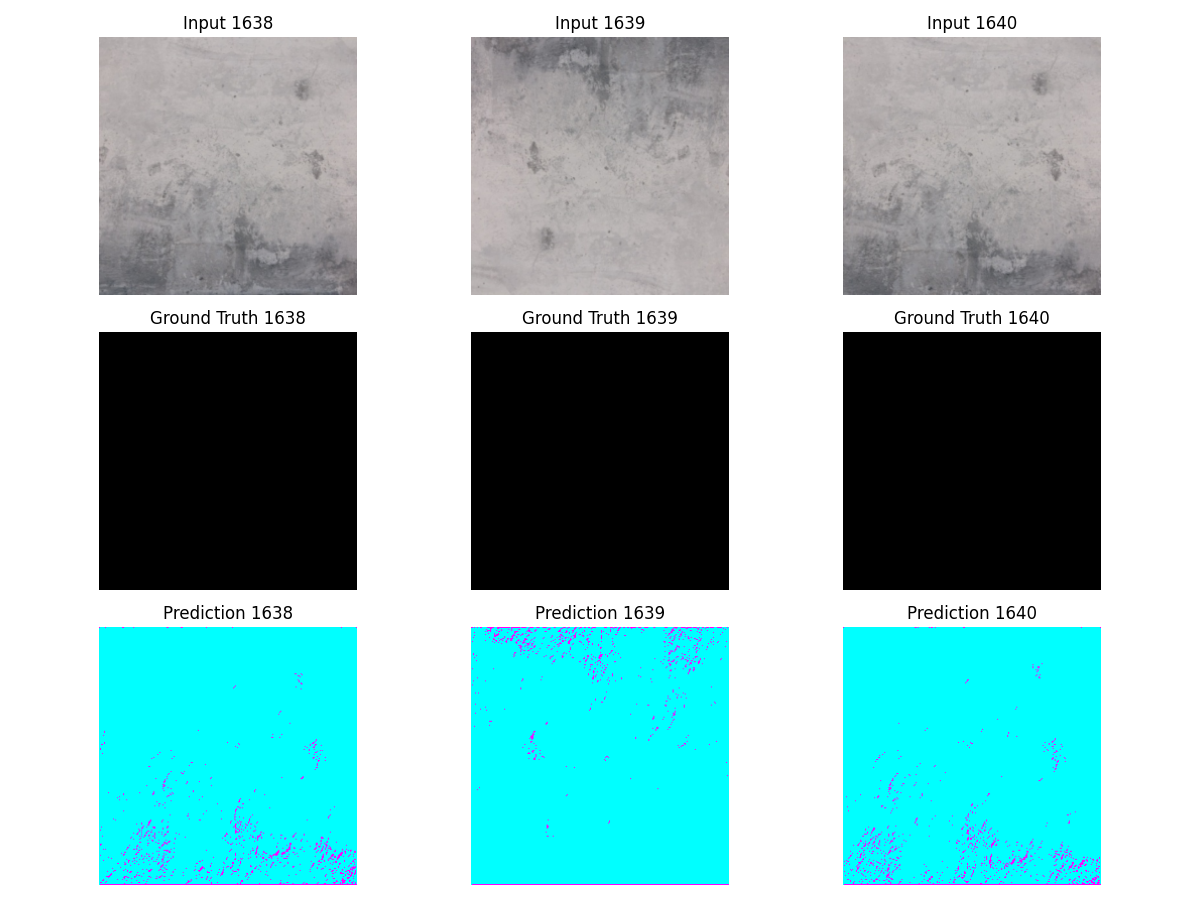 Input 1638
Input 1639
Input 1640
Ground Truth 1638
Ground Truth 1639
Ground Truth 1640
Prediction 1638
Prediction 1639
Prediction 1640